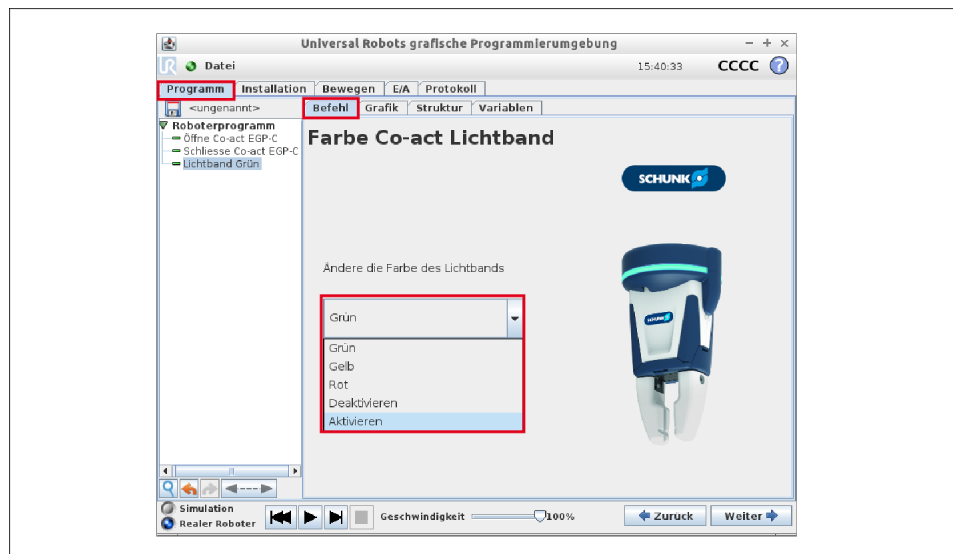 Universal Robots grafische Programmierumgebung
Datei
15:40:33
CCCC
?
Programm Installation Bewegen E/A Protokoll
<ungenannt>
Befehl Grafik Struktur Variablen
Roboterprogramm
Öffne Co-act EGP-C
Schliesse Co-act EGP-C
Lichtband Grün
Farbe Co-act Lichtband
SCHUNK
Ändere die Farbe des Lichtbands
Grün
Grün
Gelb
Rot
Deaktivieren
Aktivieren
SCHUNK
Simulation
Realer Roboter
Geschwindigkeit 100%
Zurück Weiter